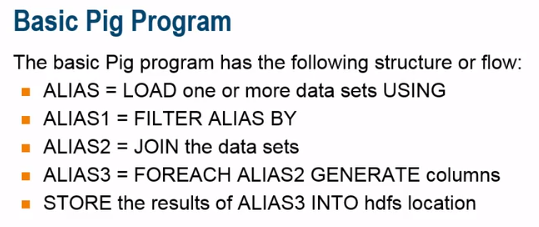 Basic Pig Program
The basic Pig program has the following structure or flow:
ALIAS = LOAD one or more data sets USING
ALIAS1 = FILTER ALIAS BY
ALIAS2 = JOIN the data sets
ALIAS3 = FOREACH ALIAS2 GENERATE columns
STORE the results of ALIAS3 INTO hdfs location